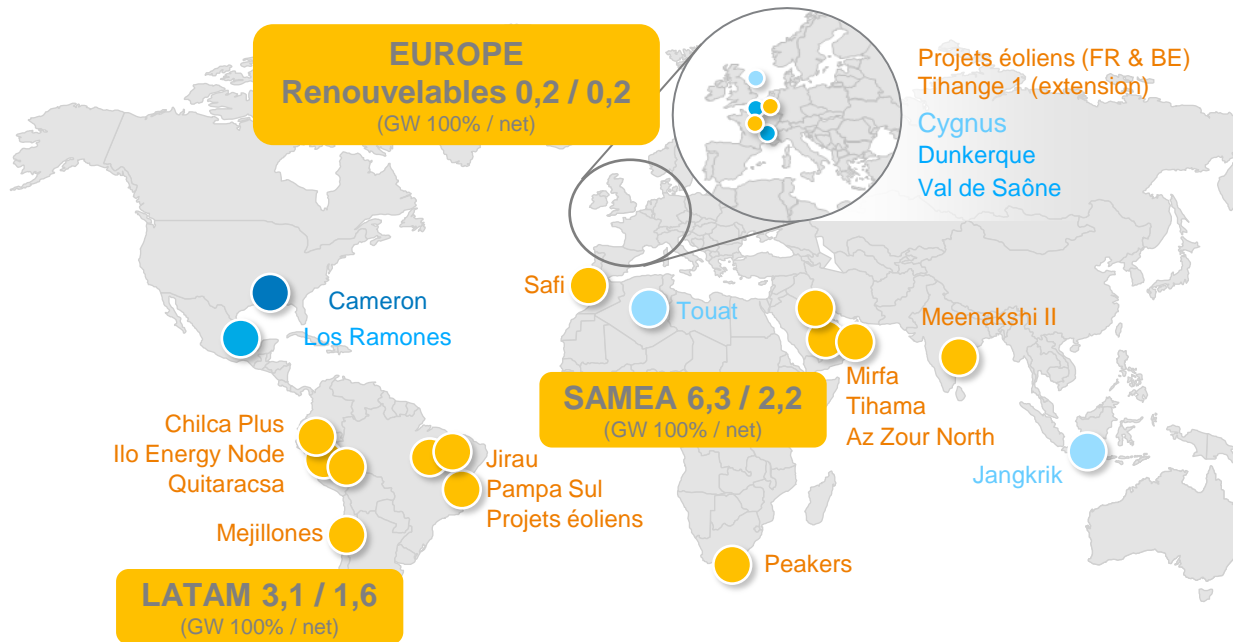 EUROPE
Renouvelables 0,2 / 0,2
(GW 100% / net)
Projets éoliens (FR & BE)
Tihange 1 (extension)
Cygnus
Dunkerque
Val de Saône
Safi
Touat
Cameron
Los Ramones
Meenakshi II
Mirfa
Tihama
Az Zour North
SAMEA 6,3 / 2,2
(GW 100% / net)
Chilca Plus
Ilo Energy Node
Quitaracsa
Jirau
Pampa Sul
Projets éoliens
Jangkrik
Mejillones
Peakers
LATAM 3,1 / 1,6
(GW 100% / net)